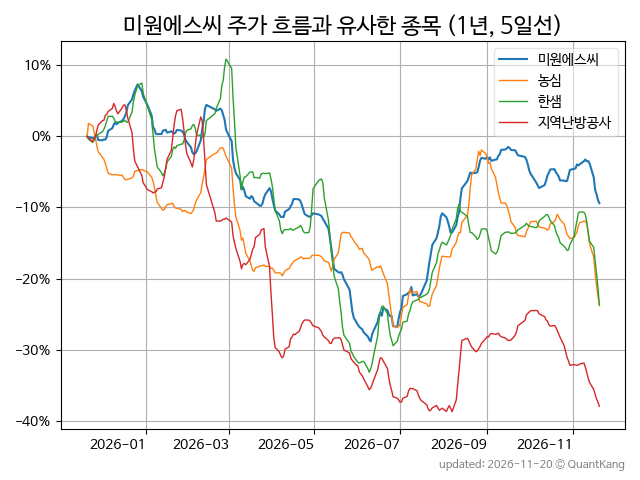 미원에스씨 주가 흐름과 유사한 종목 (1년, 5일선)
미원에스씨
농심
한샘
지역난방공사
10%
0%
−10%
−20%
−30%
−40%
2026-01 2026-03 2026-05 2026-07 2026-09 2026-11
updated: 2026-11-20 © QuantKang